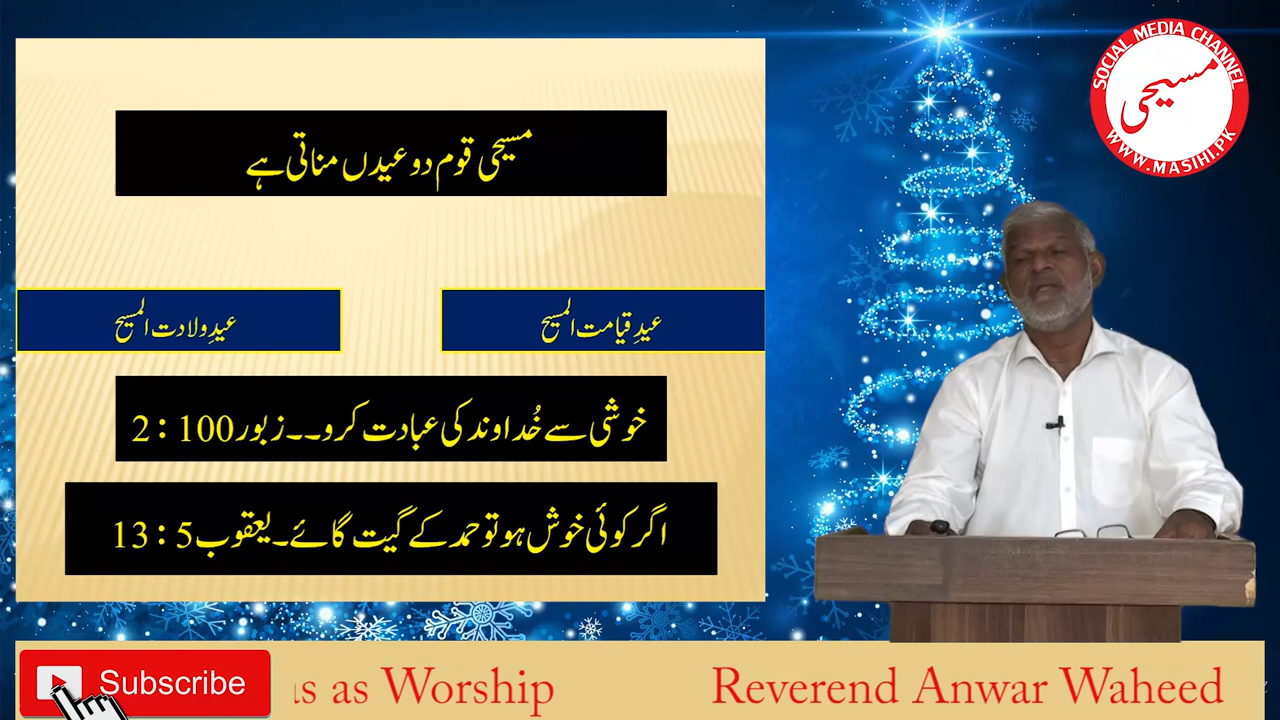 مسیحی قوم دو عیدں مناتی ہے
عیدِ قیامت المسیح
عیدِ ولادت المسیح
خوشی سے خُداوند کی عبادت کرو۔۔زبور 100 : 2
اگر کوئی خوش ہو تو حمد کے گیت گائے۔ یعقوب 5 : 13
SOCIAL MEDIA CHANNEL
مسیحی
WWW.MASIHI.PK
Subscribe
as Worship
Reverend Anwar Waheed